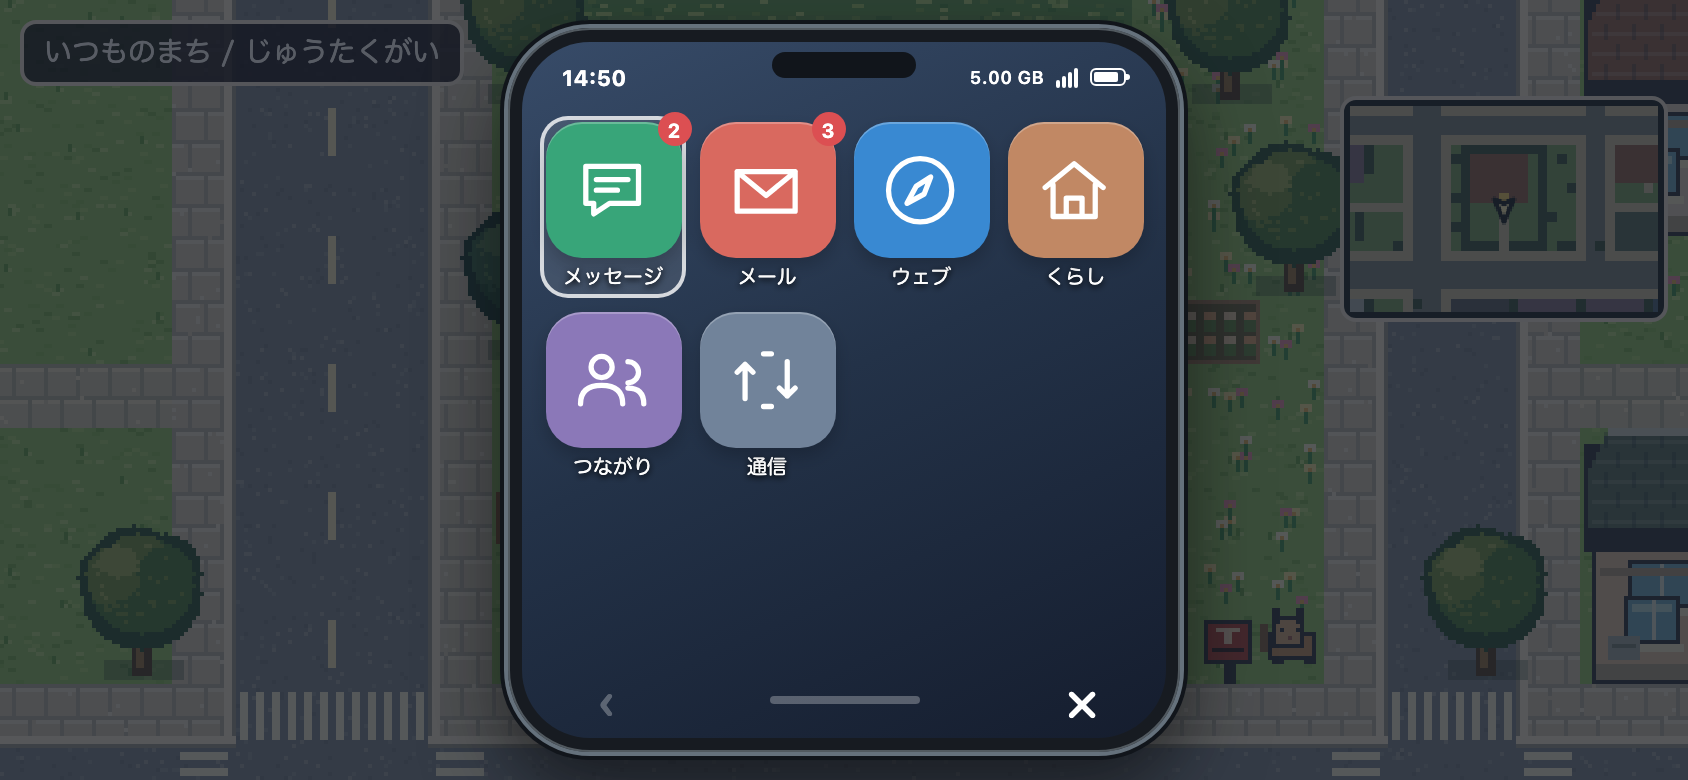 いつものまち / じゅうたくがい
14:50
5.00 GB
2
3
メッセージ
メール
ウェブ
くらし
つながり
通信